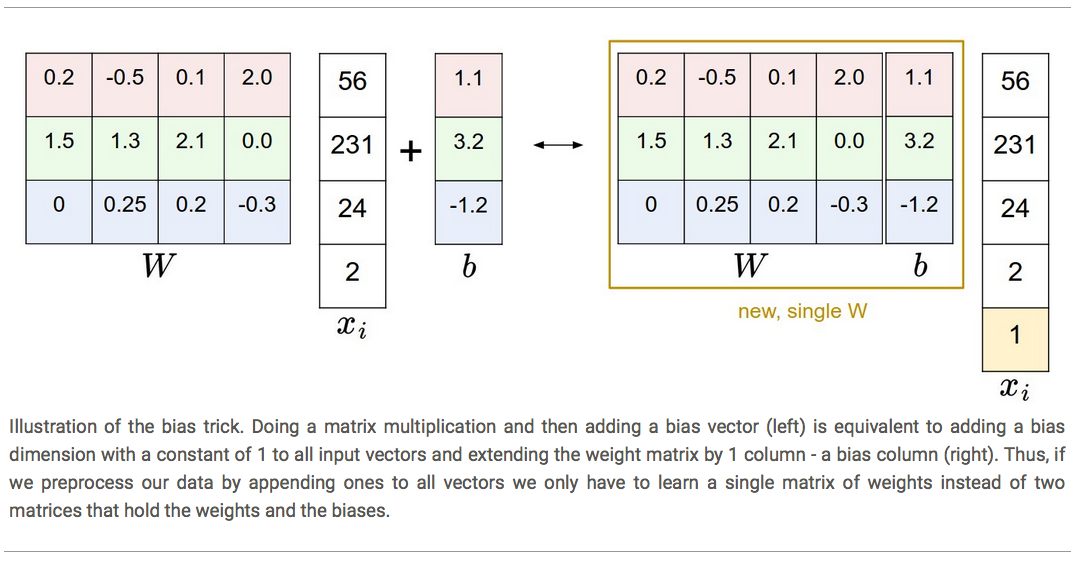 0.2 -0.5 0.1 2.0 56 1.1 0.2 -0.5 0.1 2.0 1.1 56
1.5 1.3 2.1 0.0 231 + 3.2 ↔ 1.5 1.3 2.1 0.0 3.2 231
0 0.25 0.2 -0.3 24 -1.2 0 0.25 0.2 -0.3 -1.2 24
W 2 b W b 2
new, single W
x_i 1
x_i
Illustration of the bias trick. Doing a matrix multiplication and then adding a bias vector (left) is equivalent to adding a bias
dimension with a constant of 1 to all input vectors and extending the weight matrix by 1 column - a bias column (right). Thus, if
we preprocess our data by appending ones to all vectors we only have to learn a single matrix of weights instead of two
matrices that hold the weights and the biases.